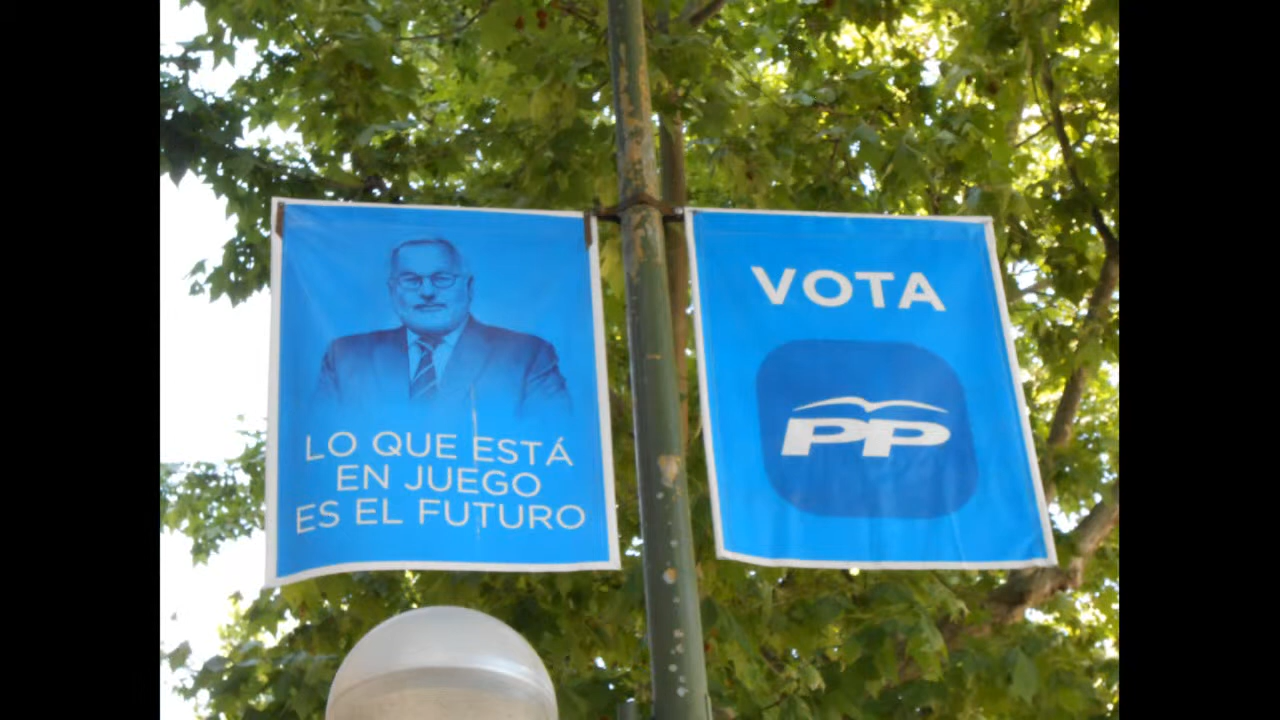 LO QUE ESTÁ
EN JUEGO
ES EL FUTURO
VOTA
PP